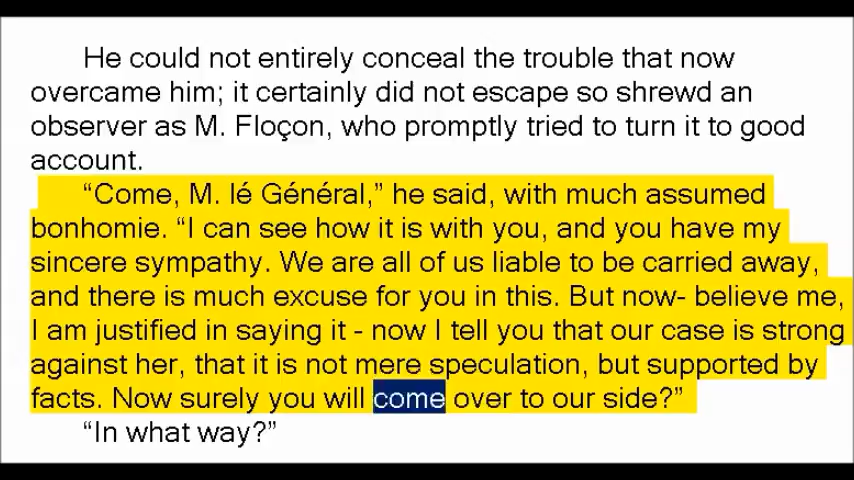 He could not entirely conceal the trouble that now
overcame him; it certainly did not escape so shrewd an
observer as M. Floçon, who promptly tried to turn it to good
account.
“Come, M. lé Général,” he said, with much assumed
bonhomie. “I can see how it is with you, and you have my
sincere sympathy. We are all of us liable to be carried away,
and there is much excuse for you in this. But now- believe me,
I am justified in saying it - now I tell you that our case is strong
against her, that it is not mere speculation, but supported by
facts. Now surely you will come over to our side?”
“In what way?”